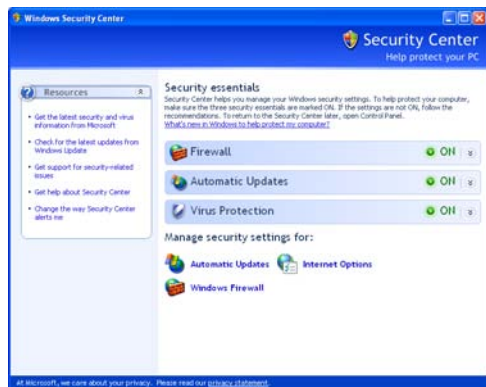 Windows Security Center
Security Center
Help protect your PC
Resources
Get the latest security and virus
information from Microsoft
Check for the latest updates from
Windows Update
Get support for security-related
issues
Get help about Security Center
Change the way Security Center
alerts me
Security essentials
Security Center helps you manage your Windows security settings. To help protect your computer,
make sure the three security essentials are marked ON. If the settings are not ON, follow the
recommendations. To return to the Security Center later, open Control Panel.
What's new in Windows to help protect my computer?
Firewall ON
Automatic Updates ON
Virus Protection ON
Manage security settings for:
Automatic Updates Internet Options
Windows Firewall
At Microsoft, we care about your privacy. Please read our privacy statement.